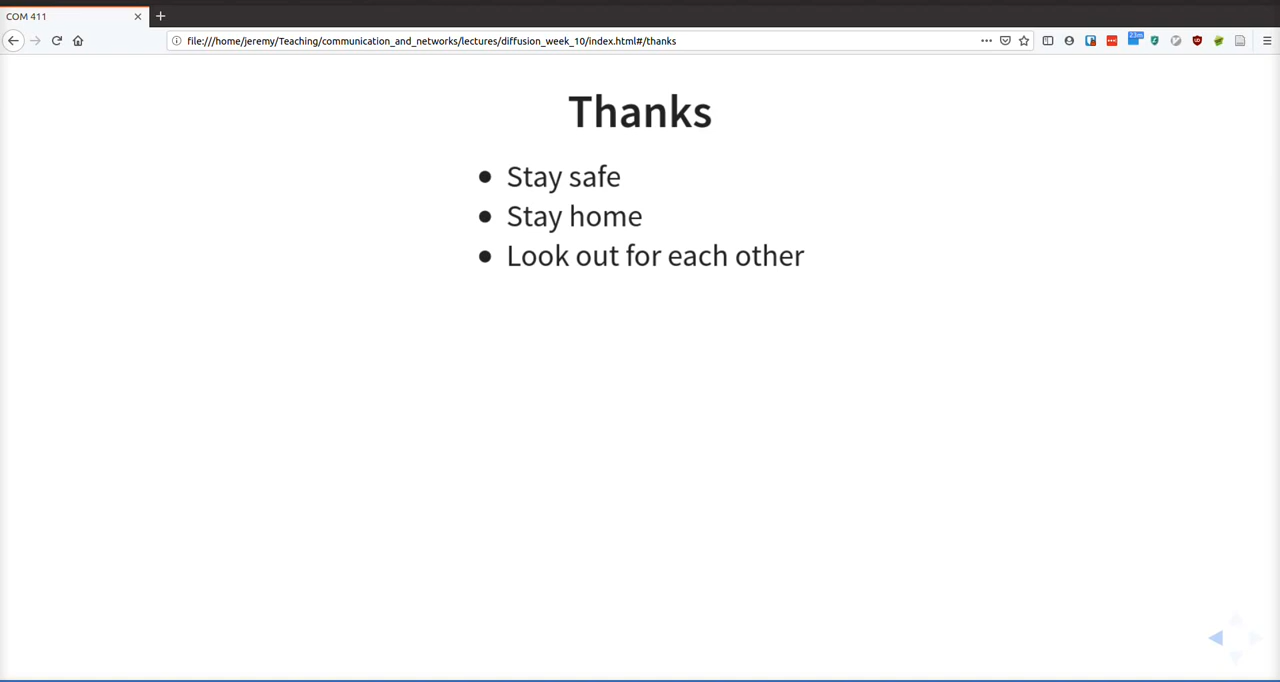 COM 411
file:///home/jeremy/Teaching/communication_and_networks/lectures/diffusion_week_10/index.html#/thanks
23m
Thanks
Stay safe
Stay home
Look out for each other